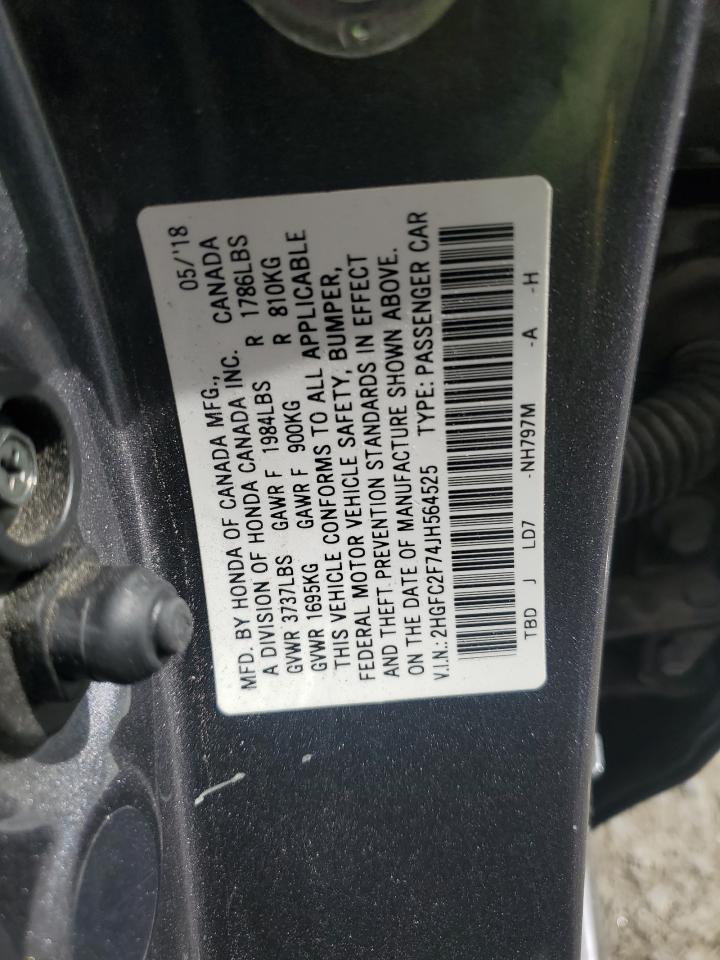 MFD. BY HONDA OF CANADA MFG., 05/'18
A DIVISION OF HONDA CANADA INC. CANADA
GVWR 3737LBS GAWR F 1984LBS R 1786LBS
GVWR 1695KG GAWR F 900KG R 810KG
THIS VEHICLE CONFORMS TO ALL APPLICABLE
FEDERAL MOTOR VEHICLE SAFETY, BUMPER,
AND THEFT PREVENTION STANDARDS IN EFFECT
ON THE DATE OF MANUFACTURE SHOWN ABOVE.
V.I.N.: 2HGFC2F74JH564525 TYPE: PASSENGER CAR
TBD J LD7 -NH797M -A -H